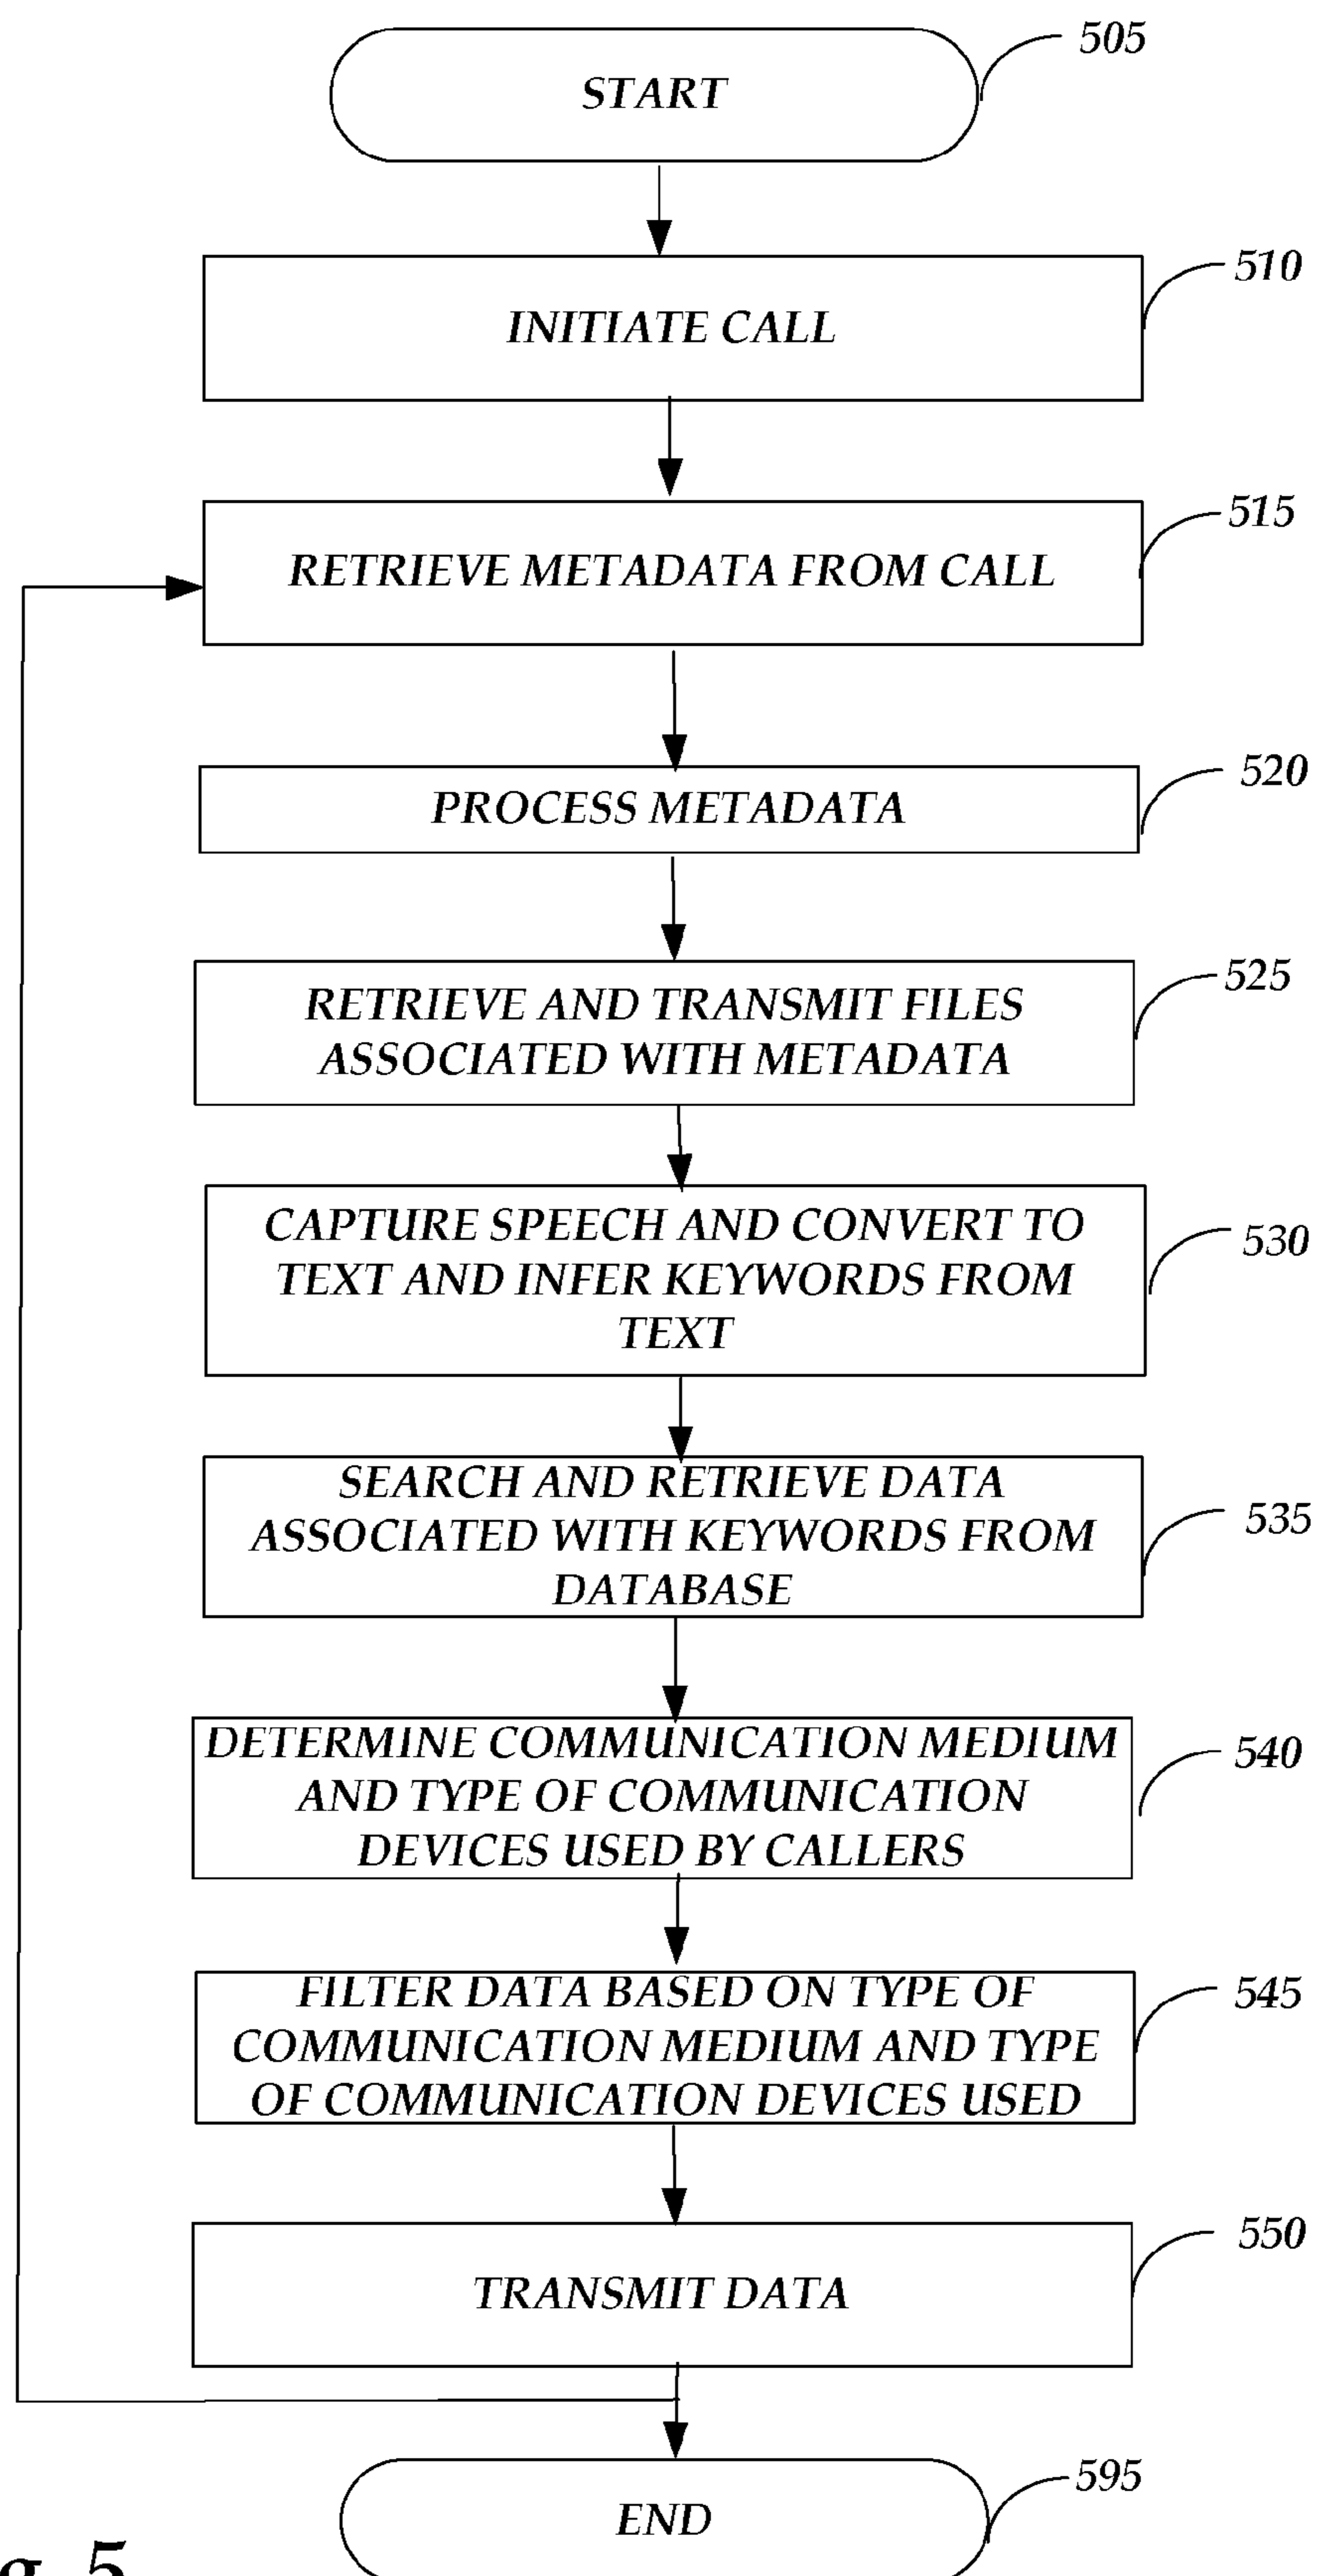 START
505
INITIATE CALL
510
RETRIEVE METADATA FROM CALL
515
PROCESS METADATA
520
RETRIEVE AND TRANSMIT FILES
ASSOCIATED WITH METADATA
525
CAPTURE SPEECH AND CONVERT TO
TEXT AND INFER KEYWORDS FROM
TEXT
530
SEARCH AND RETRIEVE DATA
ASSOCIATED WITH KEYWORDS FROM
DATABASE
535
DETERMINE COMMUNICATION MEDIUM
AND TYPE OF COMMUNICATION
DEVICES USED BY CALLERS
540
FILTER DATA BASED ON TYPE OF
COMMUNICATION MEDIUM AND TYPE
OF COMMUNICATION DEVICES USED
545
TRANSMIT DATA
550
END
595
5